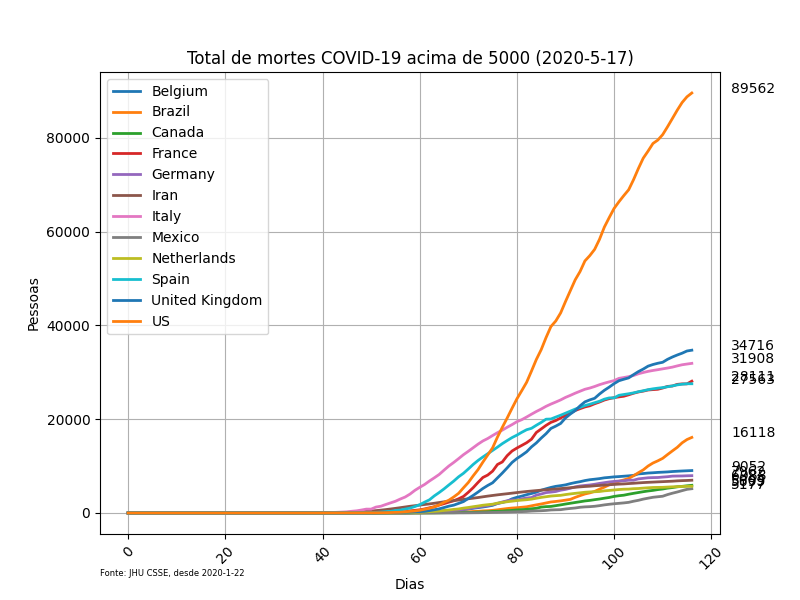 Total de mortes COVID-19 acima de 5000 (2020-5-17)
Belgium
Brazil
Canada
France
Germany
Iran
Italy
Mexico
Netherlands
Spain
United Kingdom
US
Pessoas
80000
60000
40000
20000
0
89562
34716
31908
28111
27563
16118
9052
5177
0
20
40
60
80
100
120
Dias
Fonte: JHU CSSE, desde 2020-1-22